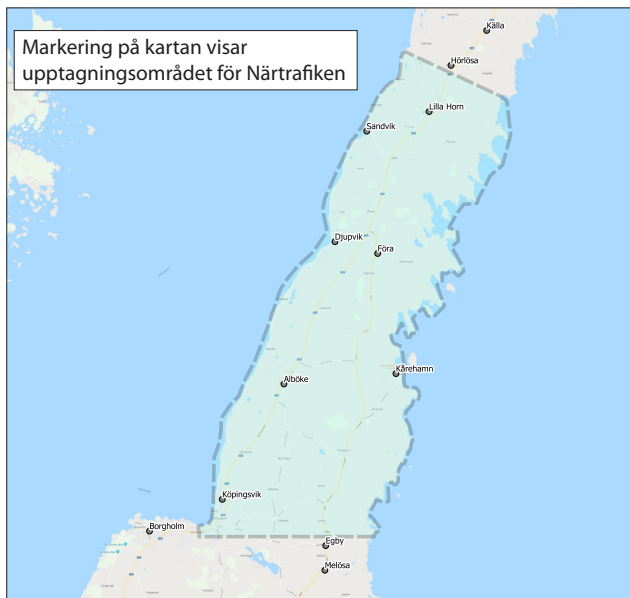 Markering på kartan visar
upptagningsområdet för Närtrafiken
Källa
Hörlösa
Lilla Horn
Sandvik
Djupvik
Föra
Kårehamn
Alböke
Köpingsvik
Borgholm
Egby
Melösa